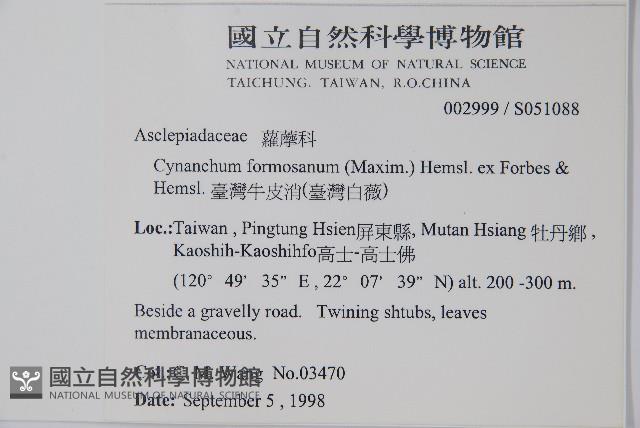 國立自然科學博物館
NATIONAL MUSEUM OF NATURAL SCIENCE
TAICHUNG. TAIWAN, R.O.CHINA
002999 / S051088
Asclepiadaceae 蘿藦科
Cynanchum formosanum (Maxim.) Hemsl. ex Forbes &
Hemsl. 臺灣牛皮消(臺灣白薇)
Loc.:Taiwan , Pingtung Hsien屏東縣, Mutan Hsiang 牡丹鄉 ,
Kaoshih-Kaoshihfo高士-高士佛
(120° 49' 35" E , 22° 07' 39" N) alt. 200 -300 m.
Beside a gravelly road. Twining shtubs, leaves
membranaceous.
Col.: C. M. Wang No.03470
國立自然科學博物館
NATIONAL MUSEUM OF NATURAL SCIENCE
Date: September 5 , 1998